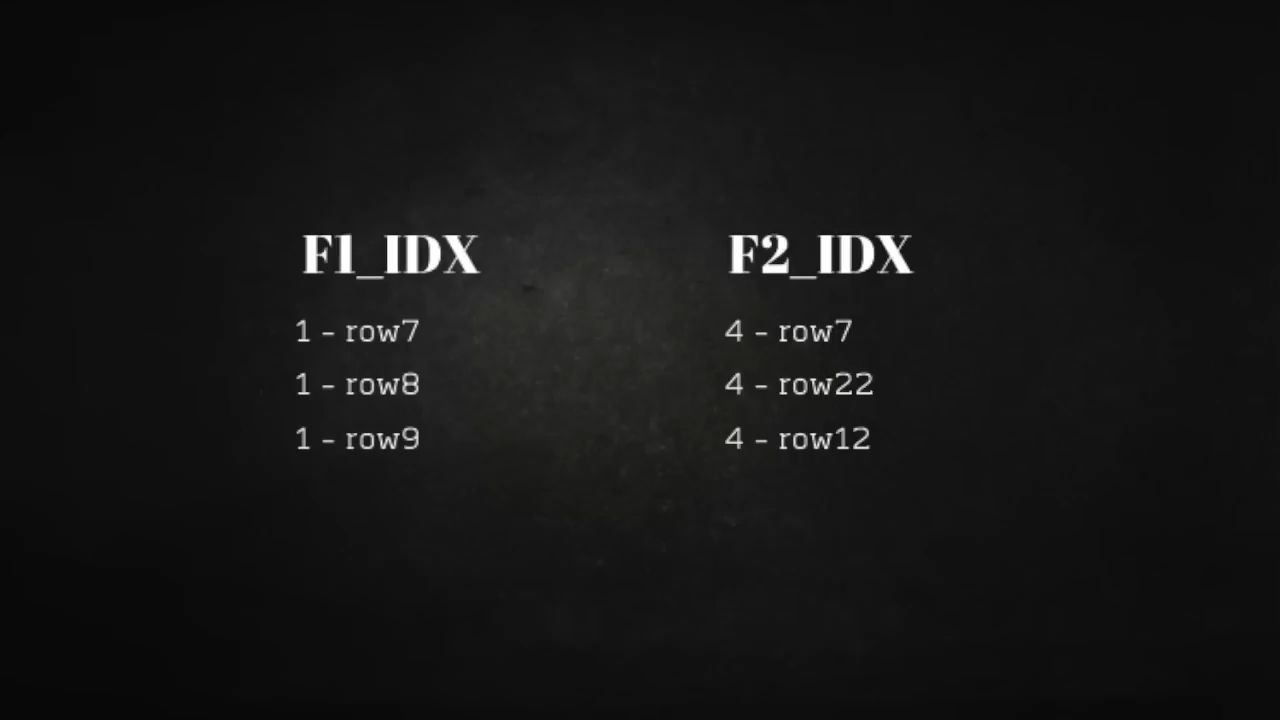 F1_IDX
1 - row7
1 - row8
1 - row9
F2_IDX
4 - row7
4 - row22
4 - row12